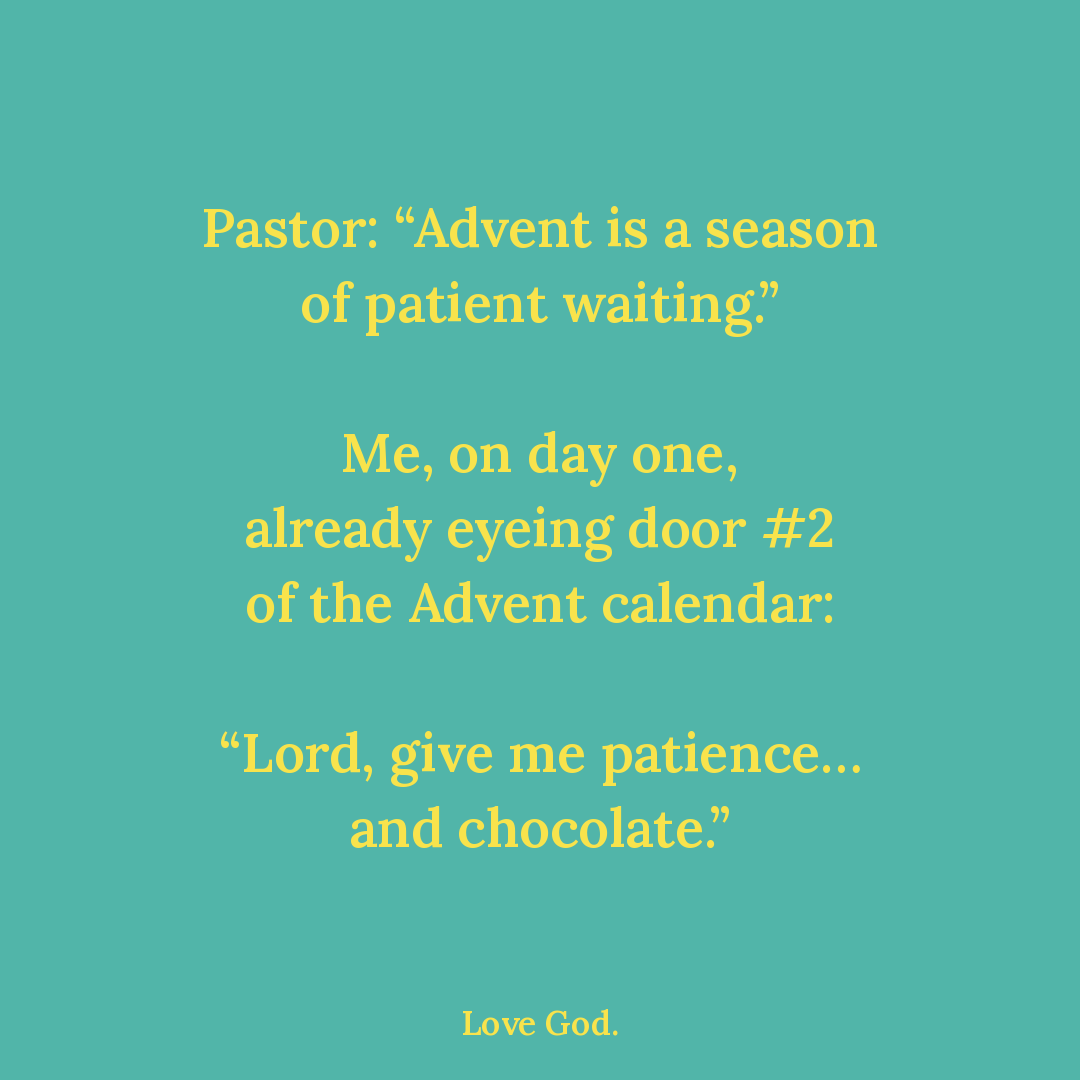 Pastor: “Advent is a season
of patient waiting.”
Me, on day one,
already eyeing door #2
of the Advent calendar:
“Lord, give me patience…
and chocolate.”
Love God.